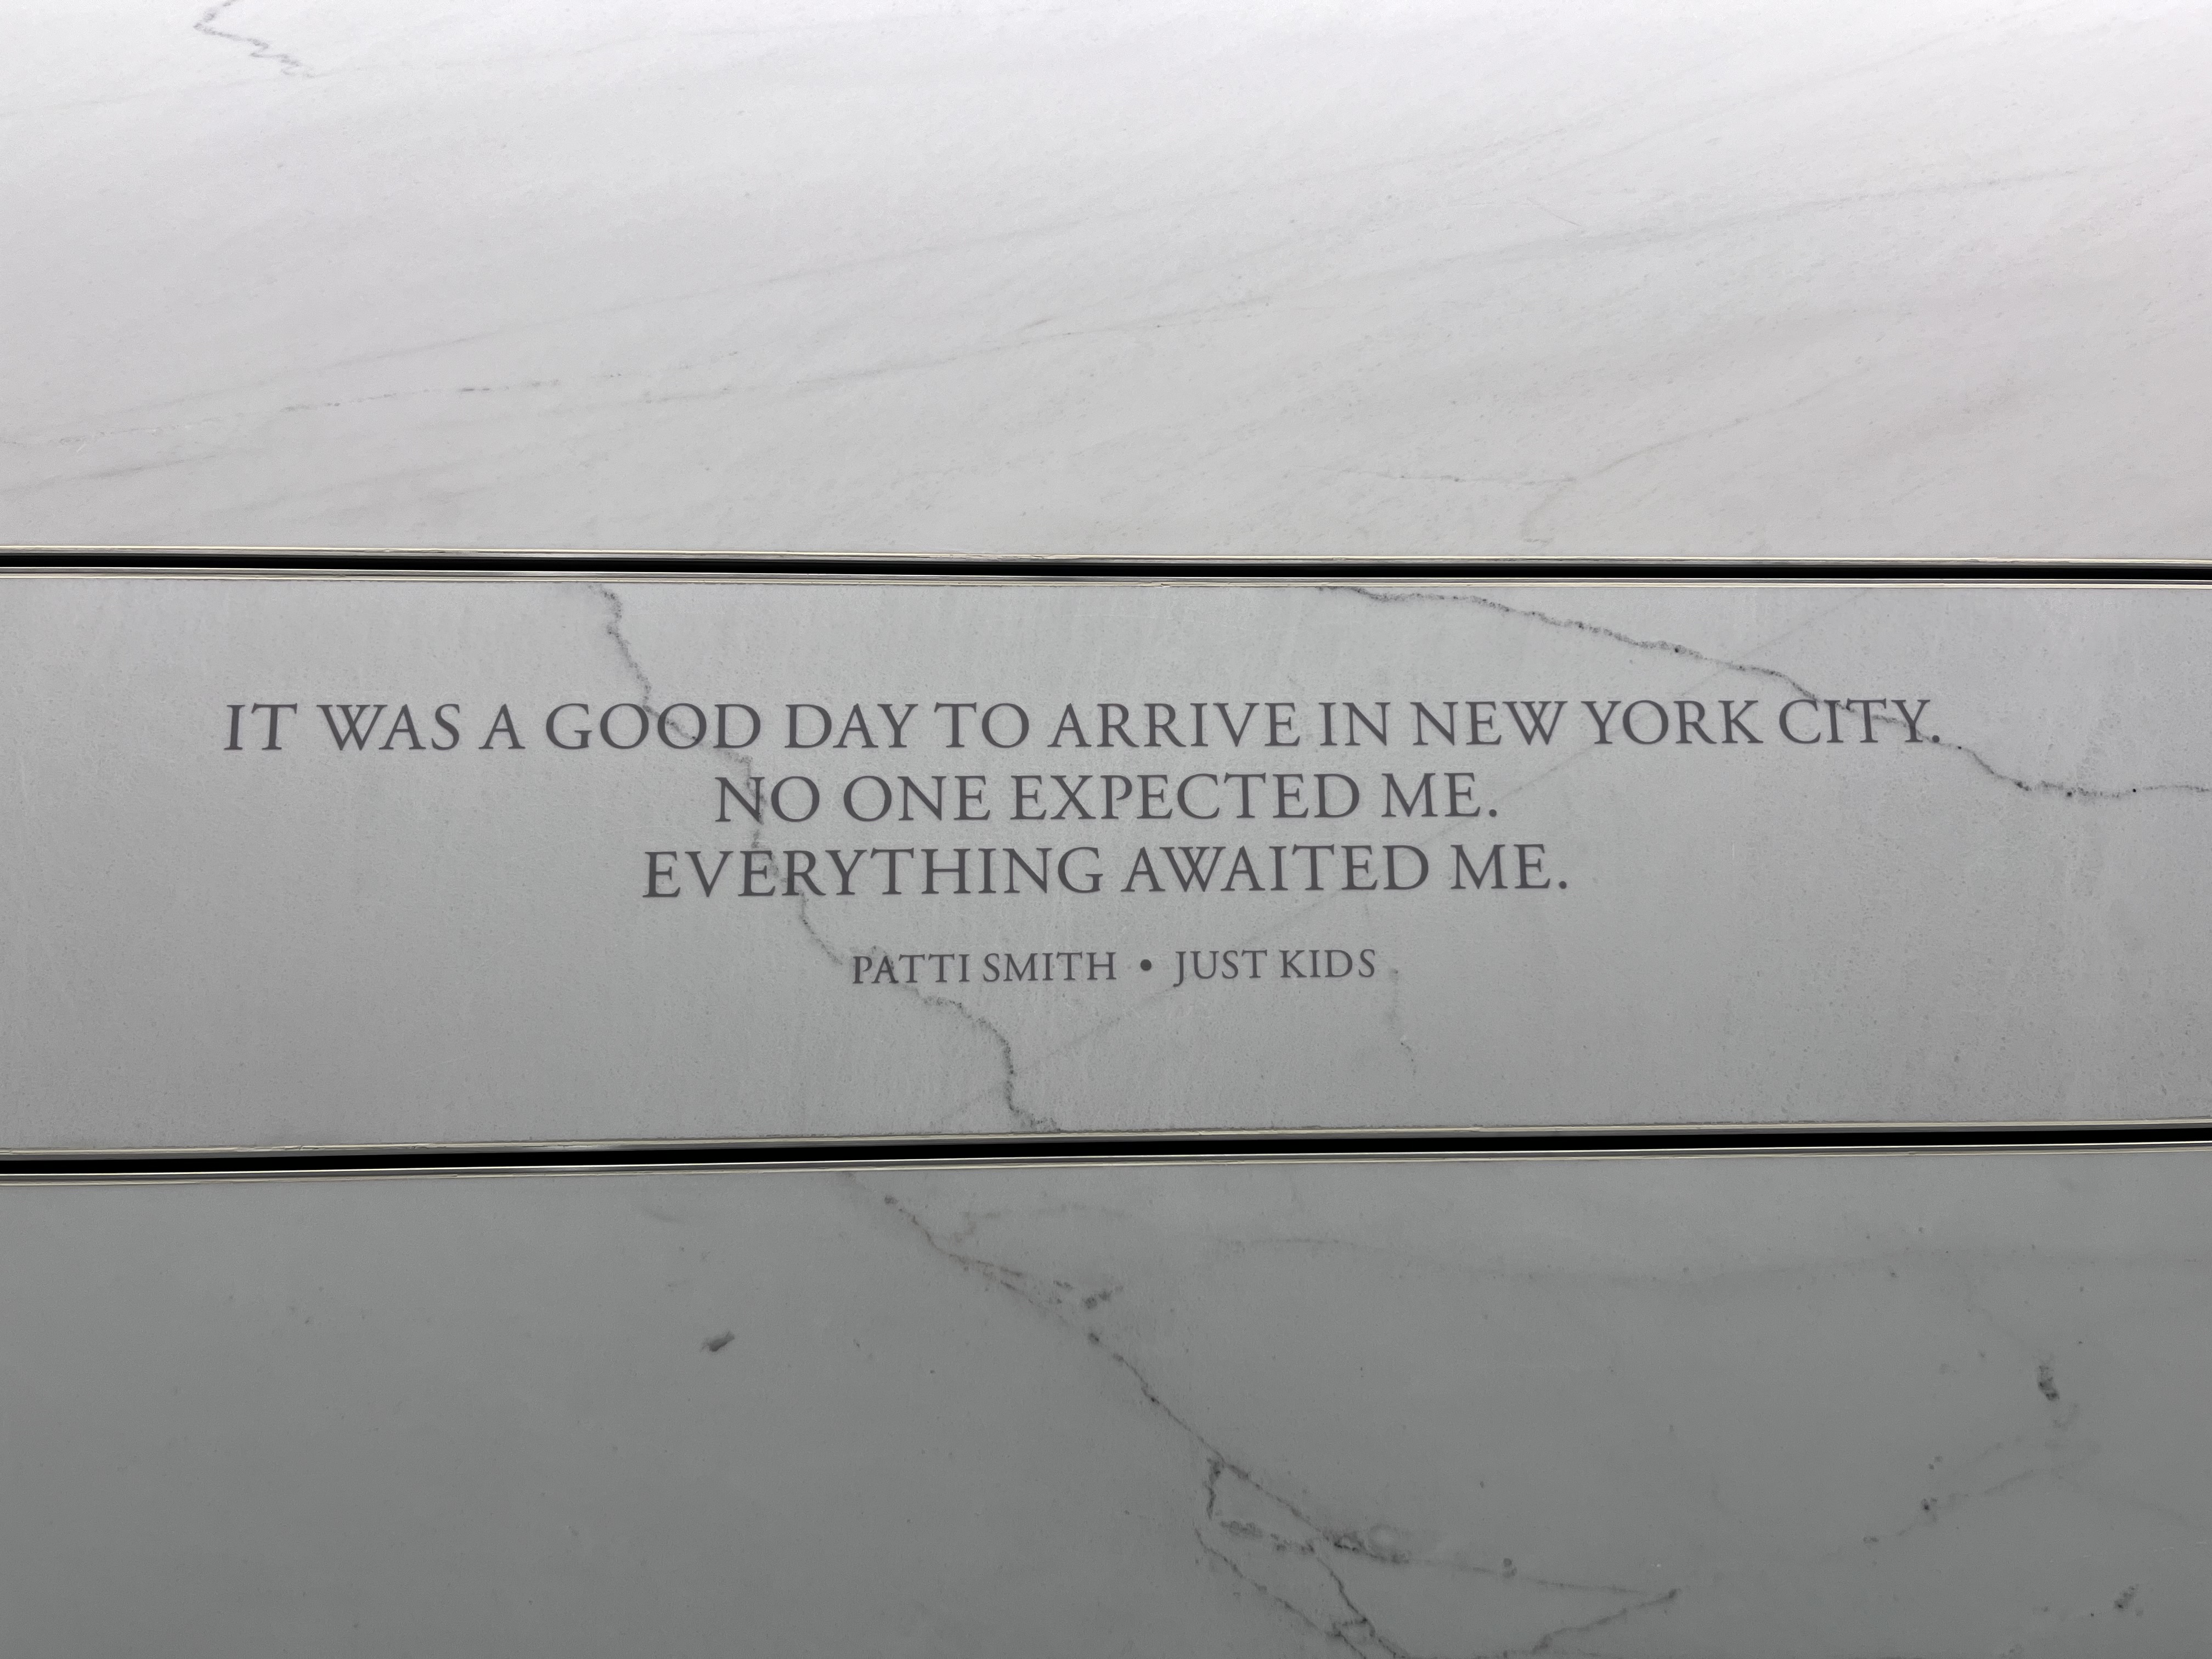 IT WAS A GOOD DAY TO ARRIVE IN NEW YORK CITY.
NO ONE EXPECTED ME.
EVERYTHING AWAITED ME.
PATTI SMITH • JUST KIDS